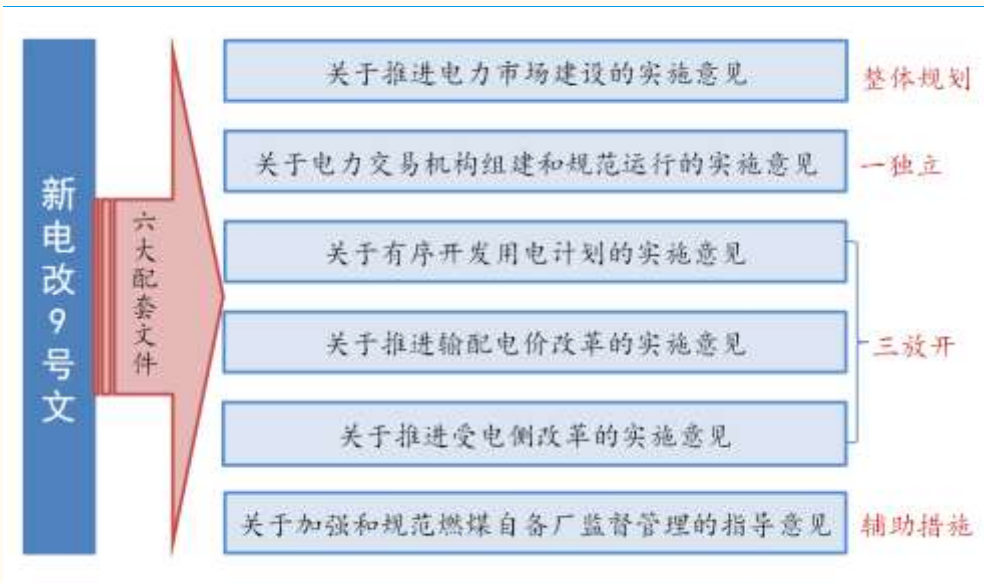 新电改9号文
六大配套文件
关于推进电力市场建设的实施意见
整体规划
关于电力交易机构组建和规范运行的实施意见
一独立
关于有序开发用电计划的实施意见
关于推进输配电价改革的实施意见
三放开
关于推进受电侧改革的实施意见
关于加强和规范燃煤自备厂监督管理的指导意见
辅助措施